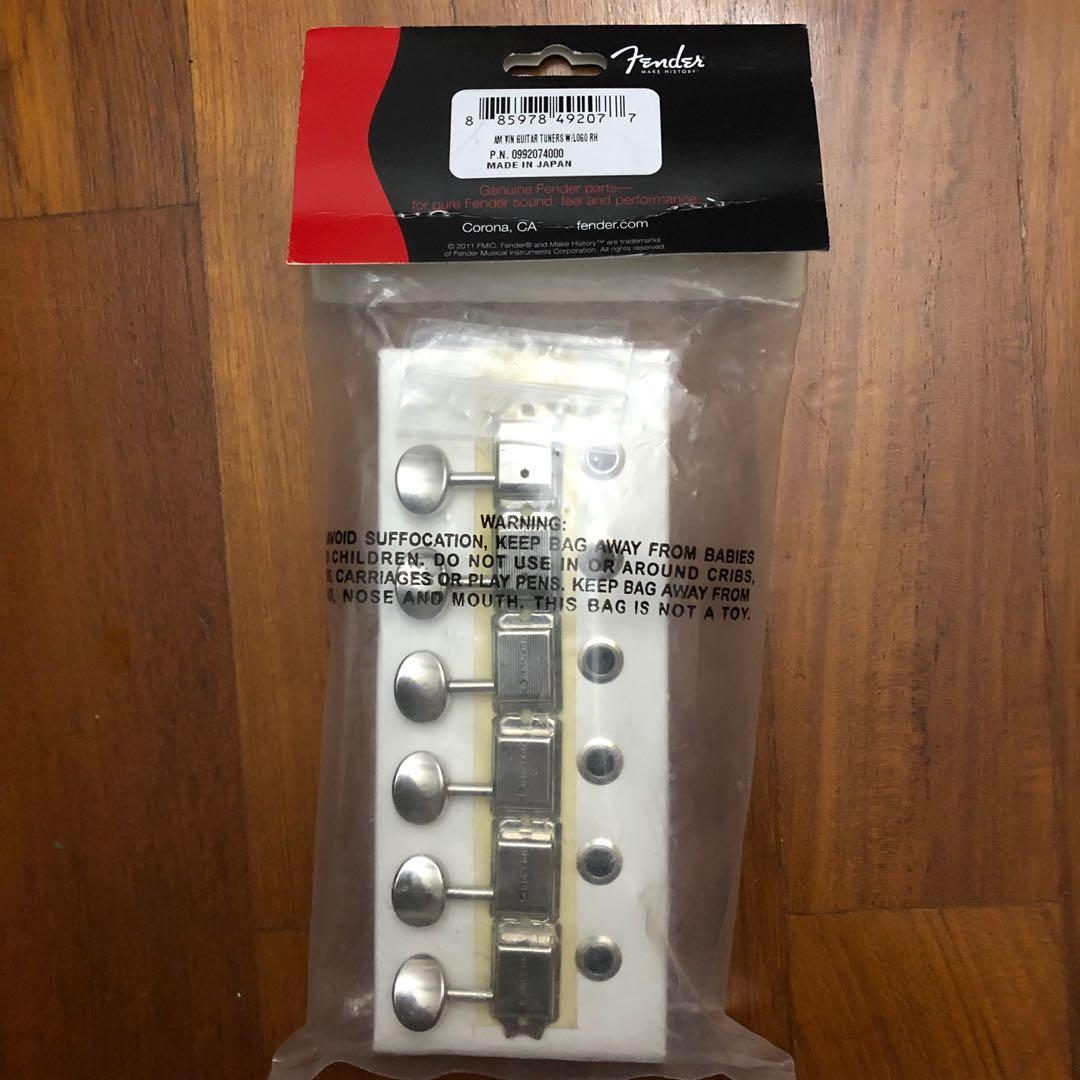 Fender
MAKE HISTORY™
8 85978 49207 7
AM VIN GUITAR TUNERS W/LOGO RH
P.N. 0992074000
MADE IN JAPAN
Genuine Fender parts—
for pure Fender sound, feel and performance.
Corona, CA fender.com
© 2011 FMIC. Fender® and Make History™ are trademarks
of Fender Musical Instruments Corporation. All rights reserved.
WARNING:
AVOID SUFFOCATION, KEEP BAG AWAY FROM BABIES
CHILDREN. DO NOT USE IN OR AROUND CRIBS,
CARRIAGES OR PLAY PENS. KEEP BAG AWAY FROM
NOSE AND MOUTH. THIS BAG IS NOT A TOY.